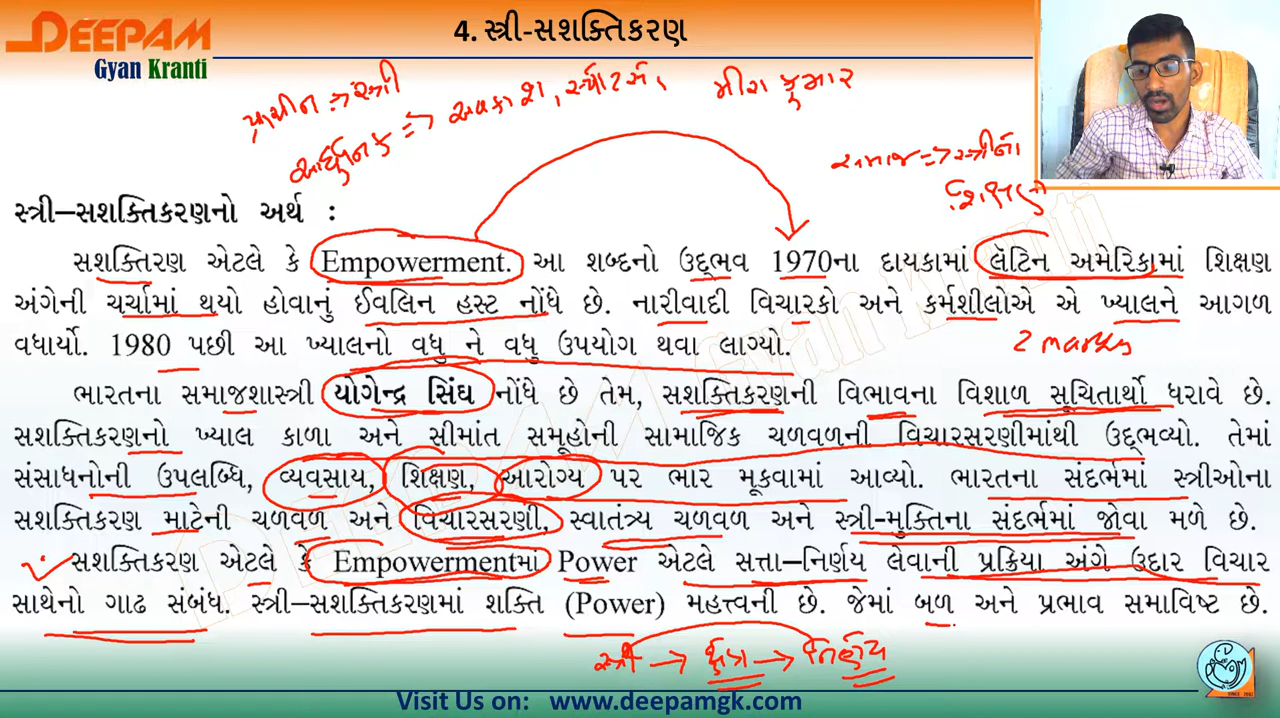 DEEPAM
Gyan Kranti
4. સ્ત્રી-સશક્તિકરણ
પ્રાચીન => સ્ત્રી
આધુનિક => અવકાશ, સ્પોર્ટસ, મીરા કુમાર
સમાજ => સ્ત્રીના
સ્ત્રી–સશક્તિકરણનો અર્થ :
સશક્તિરણ એટલે કે Empowerment. આ શબ્દનો ઉદ્ભવ 1970ના દાયકામાં લૅટિન અમેરિકામાં શિક્ષણ
અંગેની ચર્ચામાં થયો હોવાનું ઈવલિન હસ્ટ નોંધે છે. નારીવાદી વિચારકો અને કર્મશીલોએ એ ખ્યાલને આગળ
વધાર્યો. 1980 પછી આ ખ્યાલનો વધુ ને વધુ ઉપયોગ થવા લાગ્યો.
2 marks
ભારતના સમાજશાસ્ત્રી યોગેન્દ્ર સિંઘ નોંધે છે તેમ, સશક્તિકરણની વિભાવના વિશાળ સૂચિતાર્થો ધરાવે છે.
સશક્તિકરણનો ખ્યાલ કાળા અને સીમાંત સમૂહોની સામાજિક ચળવળની વિચારસરણીમાંથી ઉદ્ભવ્યો. તેમાં
સંસાધનોની ઉપલબ્ધિ, વ્યવસાય, શિક્ષણ, આરોગ્ય પર ભાર મૂકવામાં આવ્યો. ભારતના સંદર્ભમાં સ્ત્રીઓના
સશક્તિકરણ માટેની ચળવળ અને વિચારસરણી, સ્વાતંત્ર્ય ચળવળ અને સ્ત્રી-મુક્તિના સંદર્ભમાં જોવા મળે છે.
સશક્તિકરણ એટલે કે Empowermentમાં Power એટલે સત્તા–નિર્ણય લેવાની પ્રક્રિયા અંગે ઉદાર વિચાર
સાથેનો ગાઢ સંબંધ. સ્ત્રી–સશક્તિકરણમાં શક્તિ (Power) મહત્ત્વની છે. જેમાં બળ અને પ્રભાવ સમાવિષ્ટ છે.
સ્ત્રી → ક્ષેત્ર → નિર્ણય
Visit Us on: www.deepamgk.com